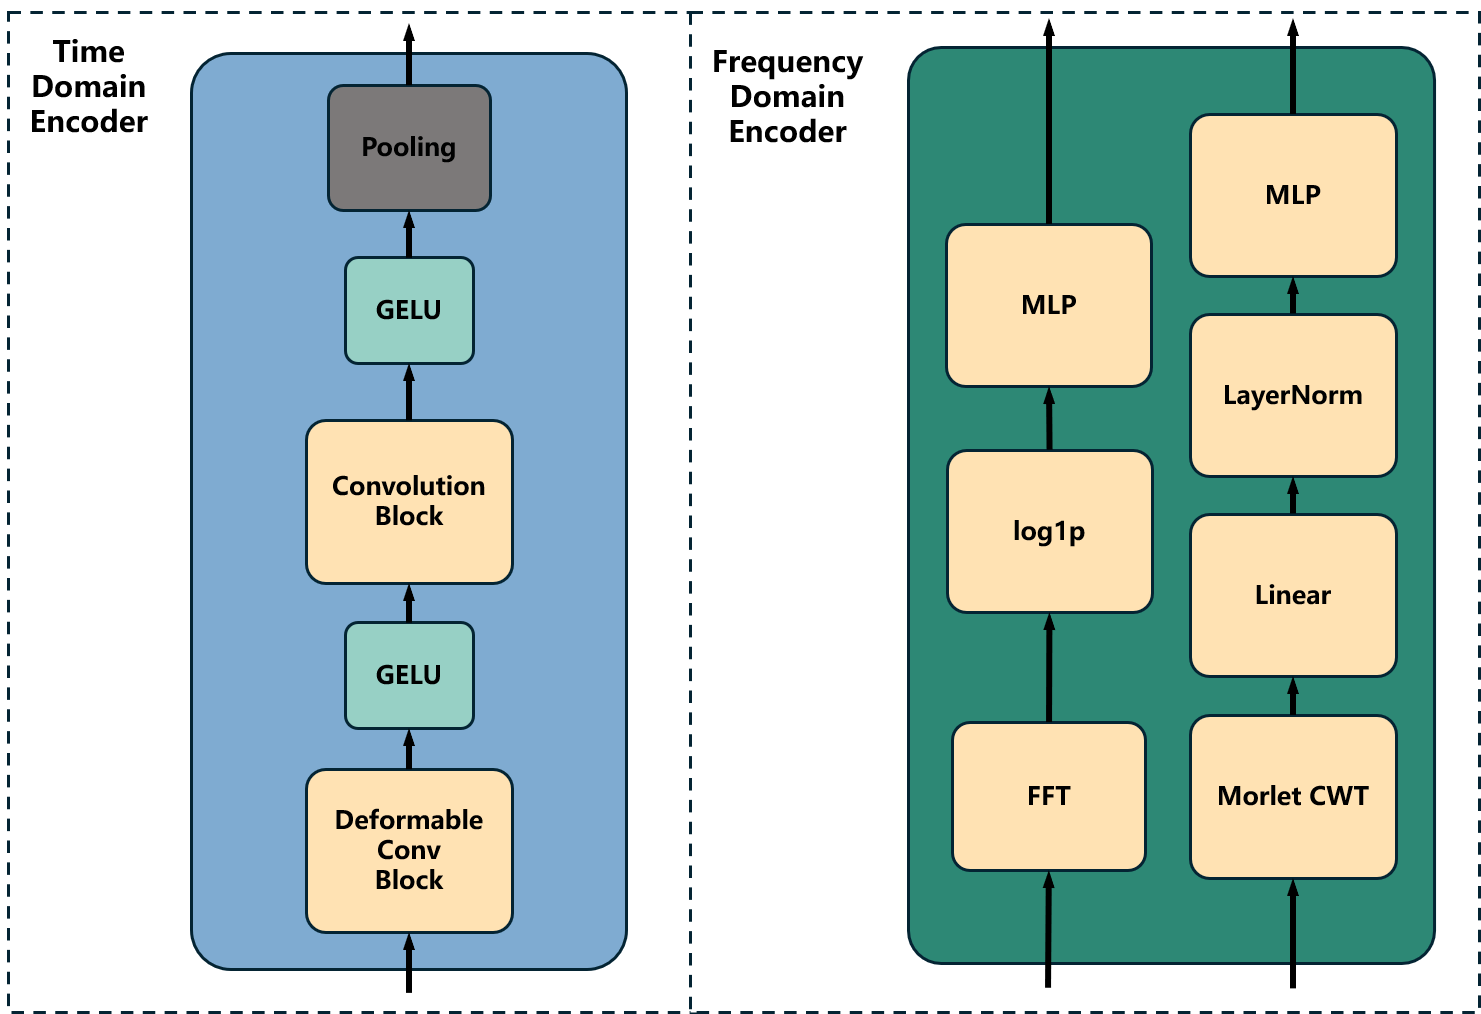 Time
Domain
Encoder
Pooling
GELU
Convolution
Block
GELU
Deformable
Conv
Block
Frequency
Domain
Encoder
MLP
log1p
FFT
MLP
LayerNorm
Linear
Morlet CWT